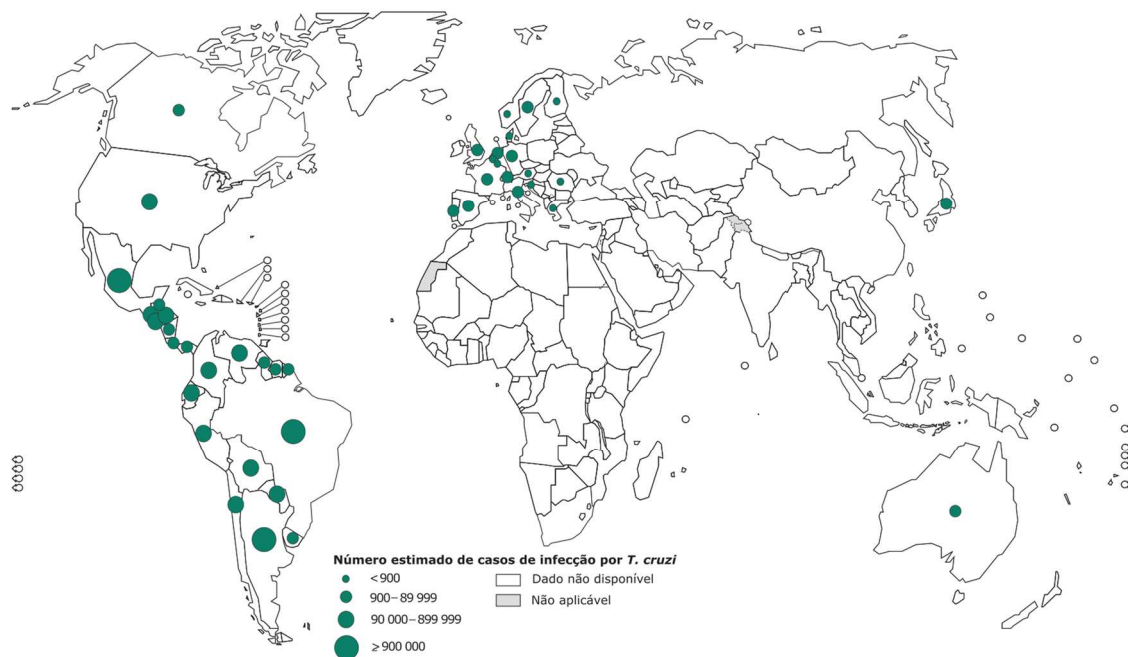 Número estimado de casos de infecção por T. cruzi
<900
900–89 999
90 000–899 999
≥900 000
Dado não disponível
Não aplicável